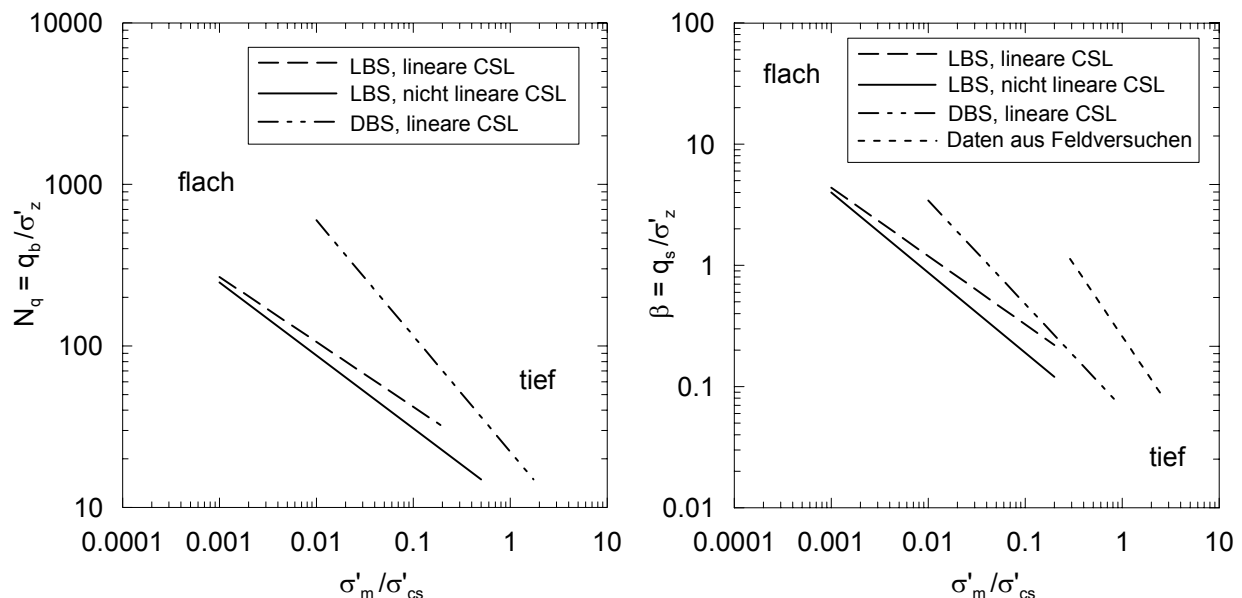 10000
1000
100
10
N_q = q_b/σ'_z
LBS, lineare CSL
LBS, nicht lineare CSL
DBS, lineare CSL
flach
tief
0.0001 0.001 0.01 0.1 1 10
σ'_m/σ'_cs
100
10
1
0.1
0.01
β = q_s/σ'_z
LBS, lineare CSL
LBS, nicht lineare CSL
DBS, lineare CSL
Daten aus Feldversuchen
flach
tief
0.0001 0.001 0.01 0.1 1 10
σ'_m/σ'_cs